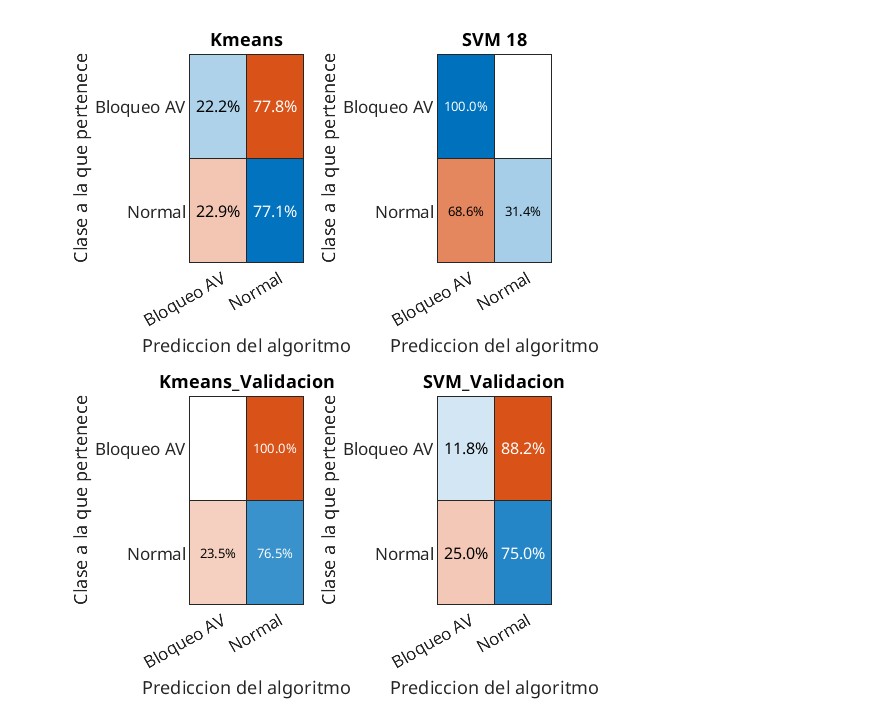 Kmeans
Clase a la que pertenece
Bloqueo AV
22.2% 77.8%
Normal
22.9% 77.1%
Bloqueo AV
Normal
Prediccion del algoritmo
SVM 18
Clase a la que pertenece
Bloqueo AV
100.0%
Normal
68.6% 31.4%
Bloqueo AV
Normal
Prediccion del algoritmo
Kmeans_Validacion
Clase a la que pertenece
Bloqueo AV
100.0%
Normal
23.5% 76.5%
Bloqueo AV
Normal
Prediccion del algoritmo
SVM_Validacion
Clase a la que pertenece
Bloqueo AV
11.8% 88.2%
Normal
25.0% 75.0%
Bloqueo AV
Normal
Prediccion del algoritmo